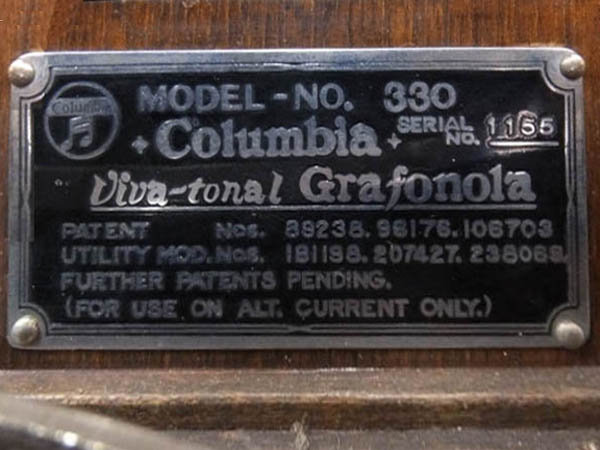 Columbia
MODEL-NO. 330
Columbia SERIAL NO. 1155
Viva-tonal Grafonola
PATENT Nos. 89238. 96176. 106703
UTILITY MOD. Nos. 181198. 207427. 238068
FURTHER PATENTS PENDING.
(FOR USE ON ALT. CURRENT ONLY.)